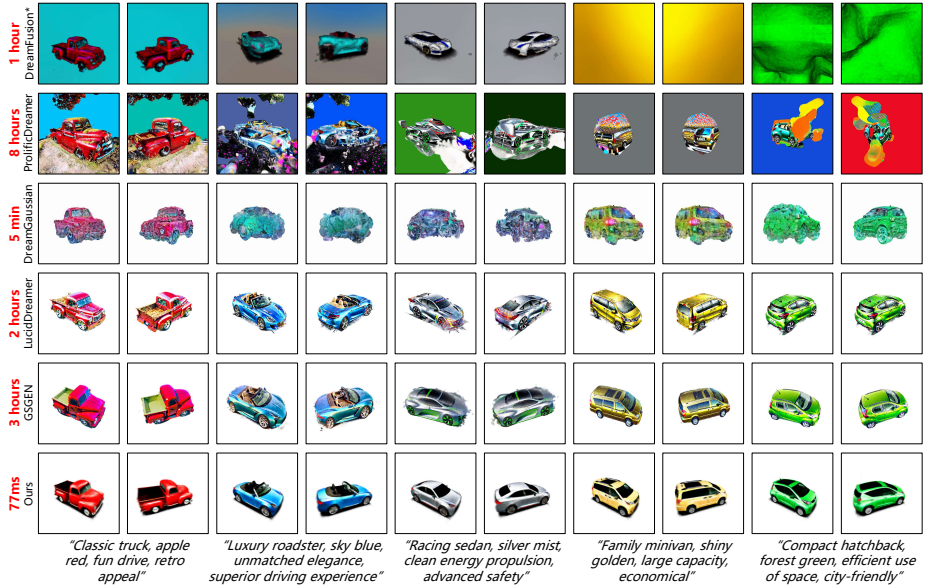 1 hour
DreamFusion*
8 hours
ProlificDreamer
5 min
DreamGaussian
2 hours
LucidDreamer
3 hours
GSGEN
77ms
Ours
"Classic truck, apple
red, fun drive, retro
appeal"
"Luxury roadster, sky blue,
unmatched elegance,
superior driving experience"
"Racing sedan, silver mist,
clean energy propulsion,
advanced safety"
"Family minivan, shiny
golden, large capacity,
economical"
"Compact hatchback,
forest green, efficient use
of space, city-friendly"